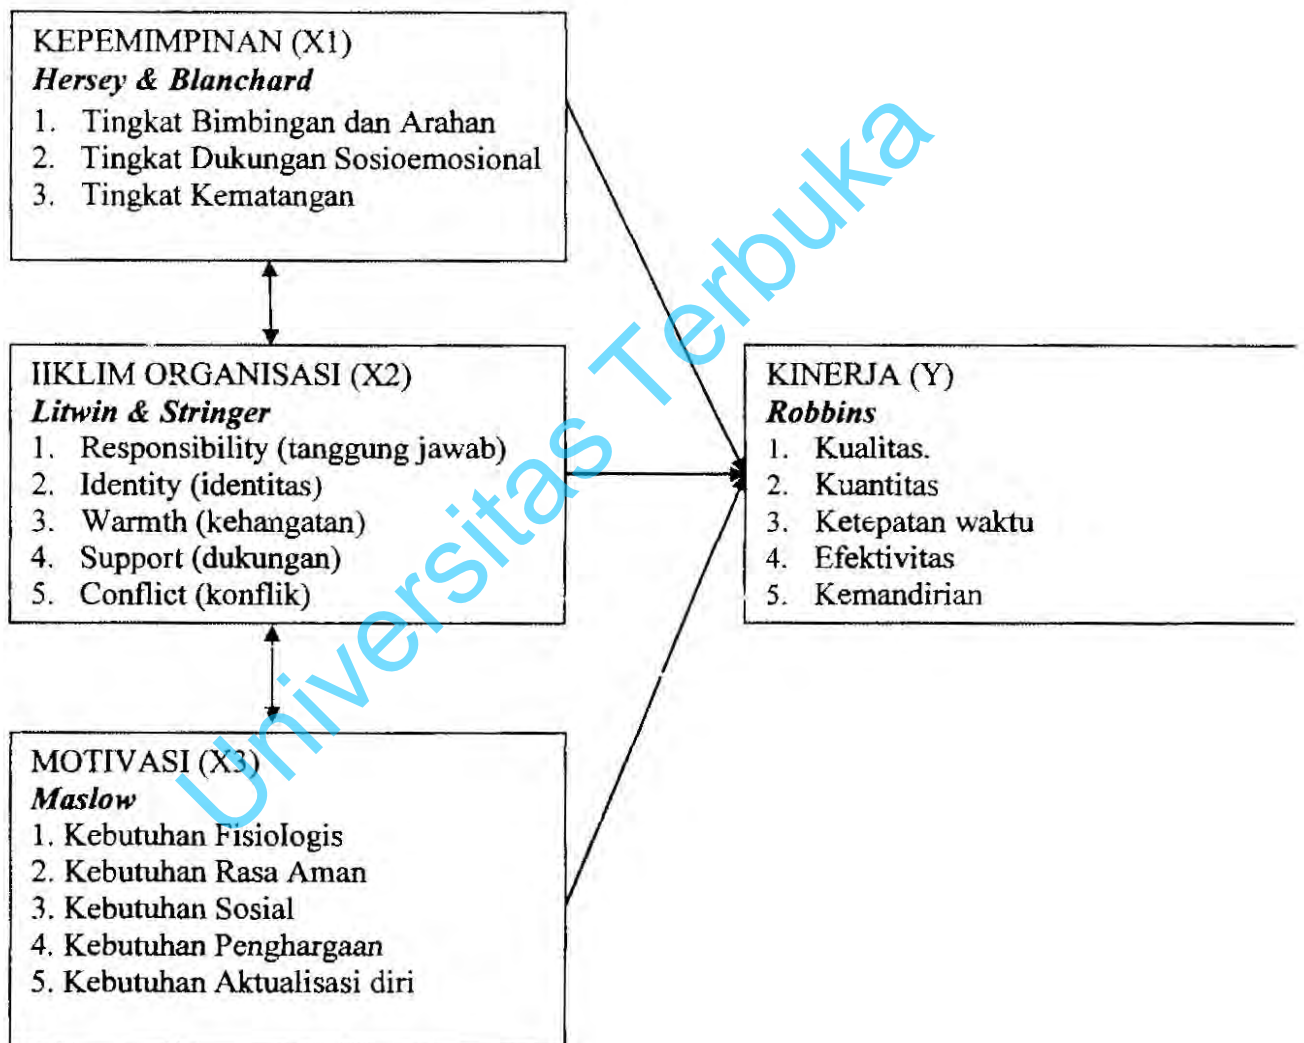 KEPEMIMPINAN (X1)
Hersey & Blanchard
1. Tingkat Bimbingan dan Arahan
2. Tingkat Dukungan Sosioemosional
3. Tingkat Kematangan
IIKLIM ORGANISASI (X2)
Litwin & Stringer
1. Responsibility (tanggung jawab)
2. Identity (identitas)
3. Warmth (kehangatan)
4. Support (dukungan)
5. Conflict (konflik)
KINERJA (Y)
Robbins
1. Kualitas.
2. Kuantitas
3. Ketepatan waktu
4. Efektivitas
5. Kemandirian
MOTIVASI (X3)
Maslow
1. Kebutuhan Fisiologis
2. Kebutuhan Rasa Aman
3. Kebutuhan Sosial
4. Kebutuhan Penghargaan
5. Kebutuhan Aktualisasi diri
Universitas Terbuka